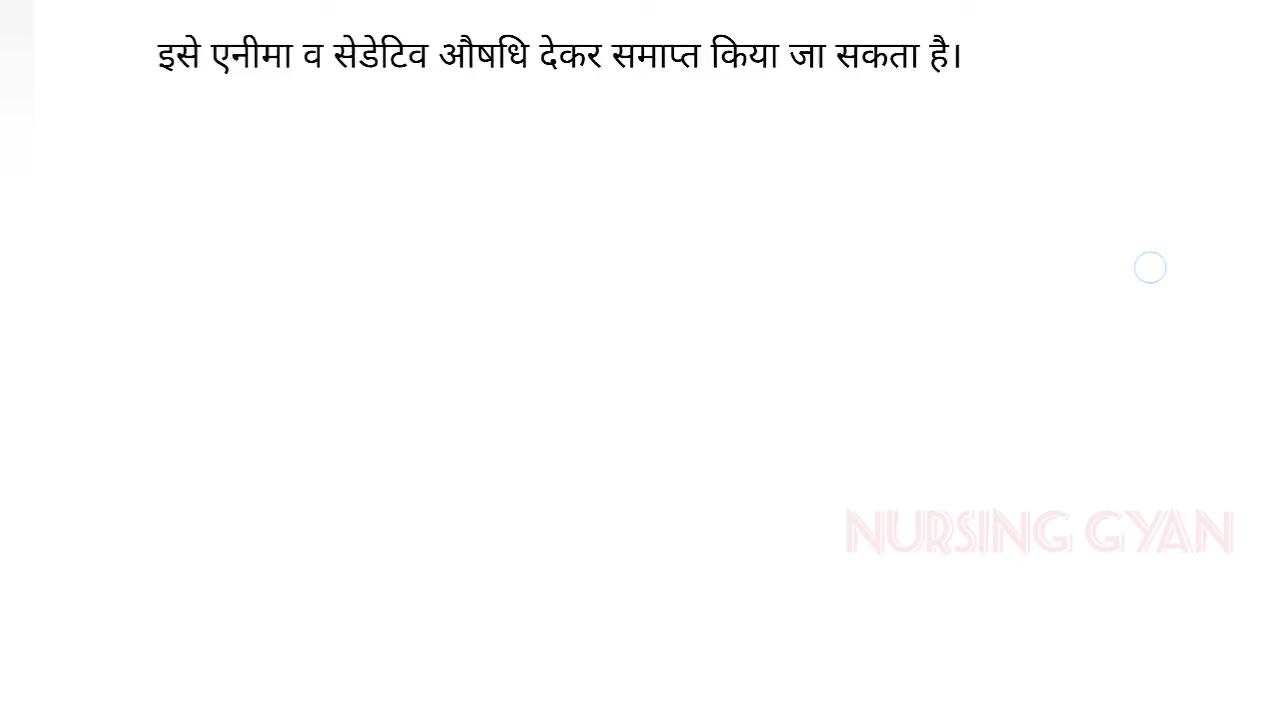 इसे एनीमा व सेडेटिव औषधि देकर समाप्त किया जा सकता है।
NURSING GYAN